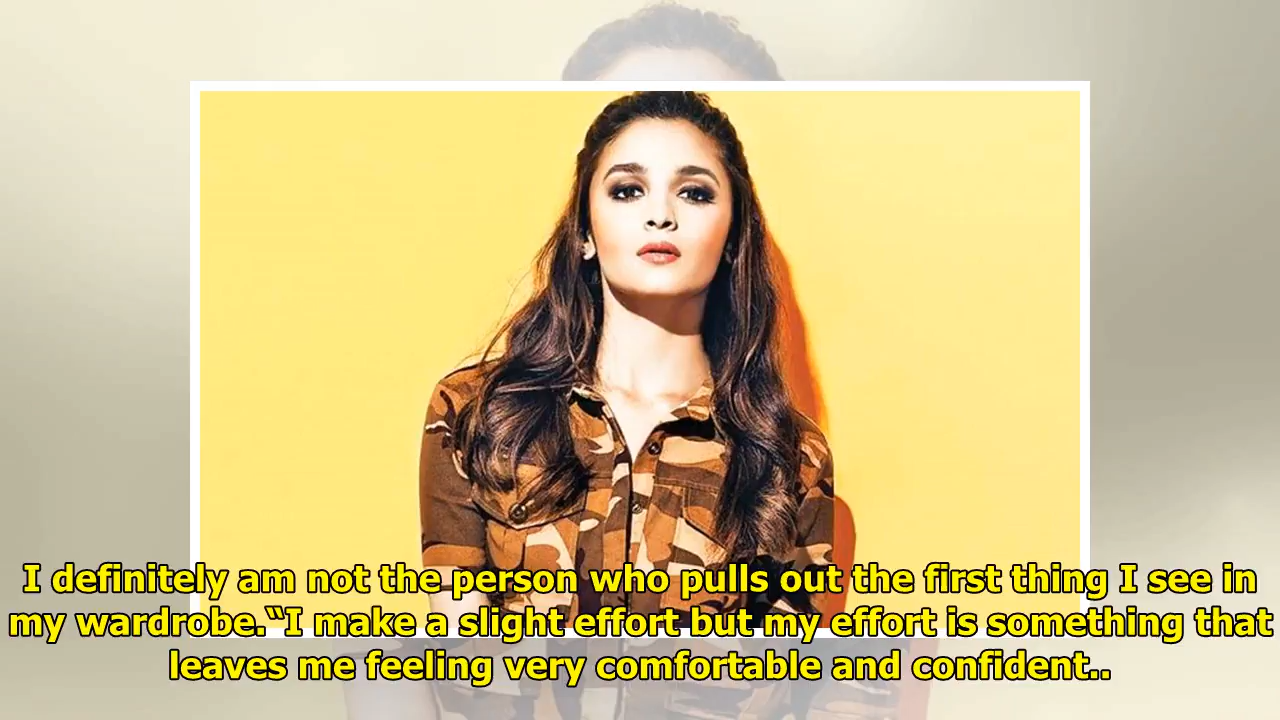 I definitely am not the person who pulls out the first thing I see in
my wardrobe.“I make a slight effort but my effort is something that
leaves me feeling very comfortable and confident..